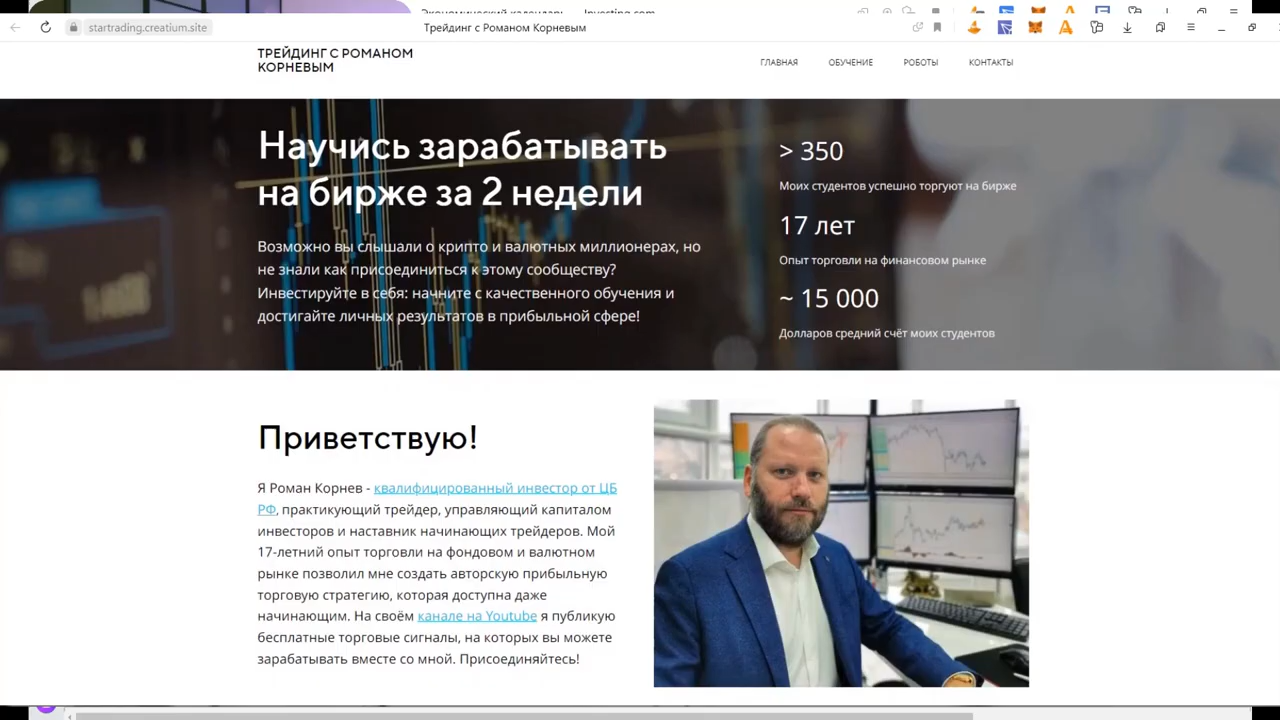 startrading.creatium.site
Трейдинг с Романом Корневым
ТРЕЙДИНГ С РОМАНОМ
КОРНЕВЫМ
ГЛАВНАЯ
ОБУЧЕНИЕ
РОБОТЫ
КОНТАКТЫ
Научись зарабатывать
на бирже за 2 недели
Возможно вы слышали о крипто и валютных миллионерах, но
не знали как присоединиться к этому сообществу?
Инвестируйте в себя: начните с качественного обучения и
достигайте личных результатов в прибыльной сфере!
> 350
Моих студентов успешно торгуют на бирже
17 лет
Опыт торговли на финансовом рынке
~ 15 000
Долларов средний счёт моих студентов
Приветствую!
Я Роман Корнев - квалифицированный инвестор от ЦБ
РФ, практикующий трейдер, управляющий капиталом
инвесторов и наставник начинающих трейдеров. Мой
17-летний опыт торговли на фондовом и валютном
рынке позволил мне создать авторскую прибыльную
торговую стратегию, которая доступна даже
начинающим. На своём канале на Youtube я публикую
бесплатные торговые сигналы, на которых вы можете
зарабатывать вместе со мной. Присоединяйтесь!